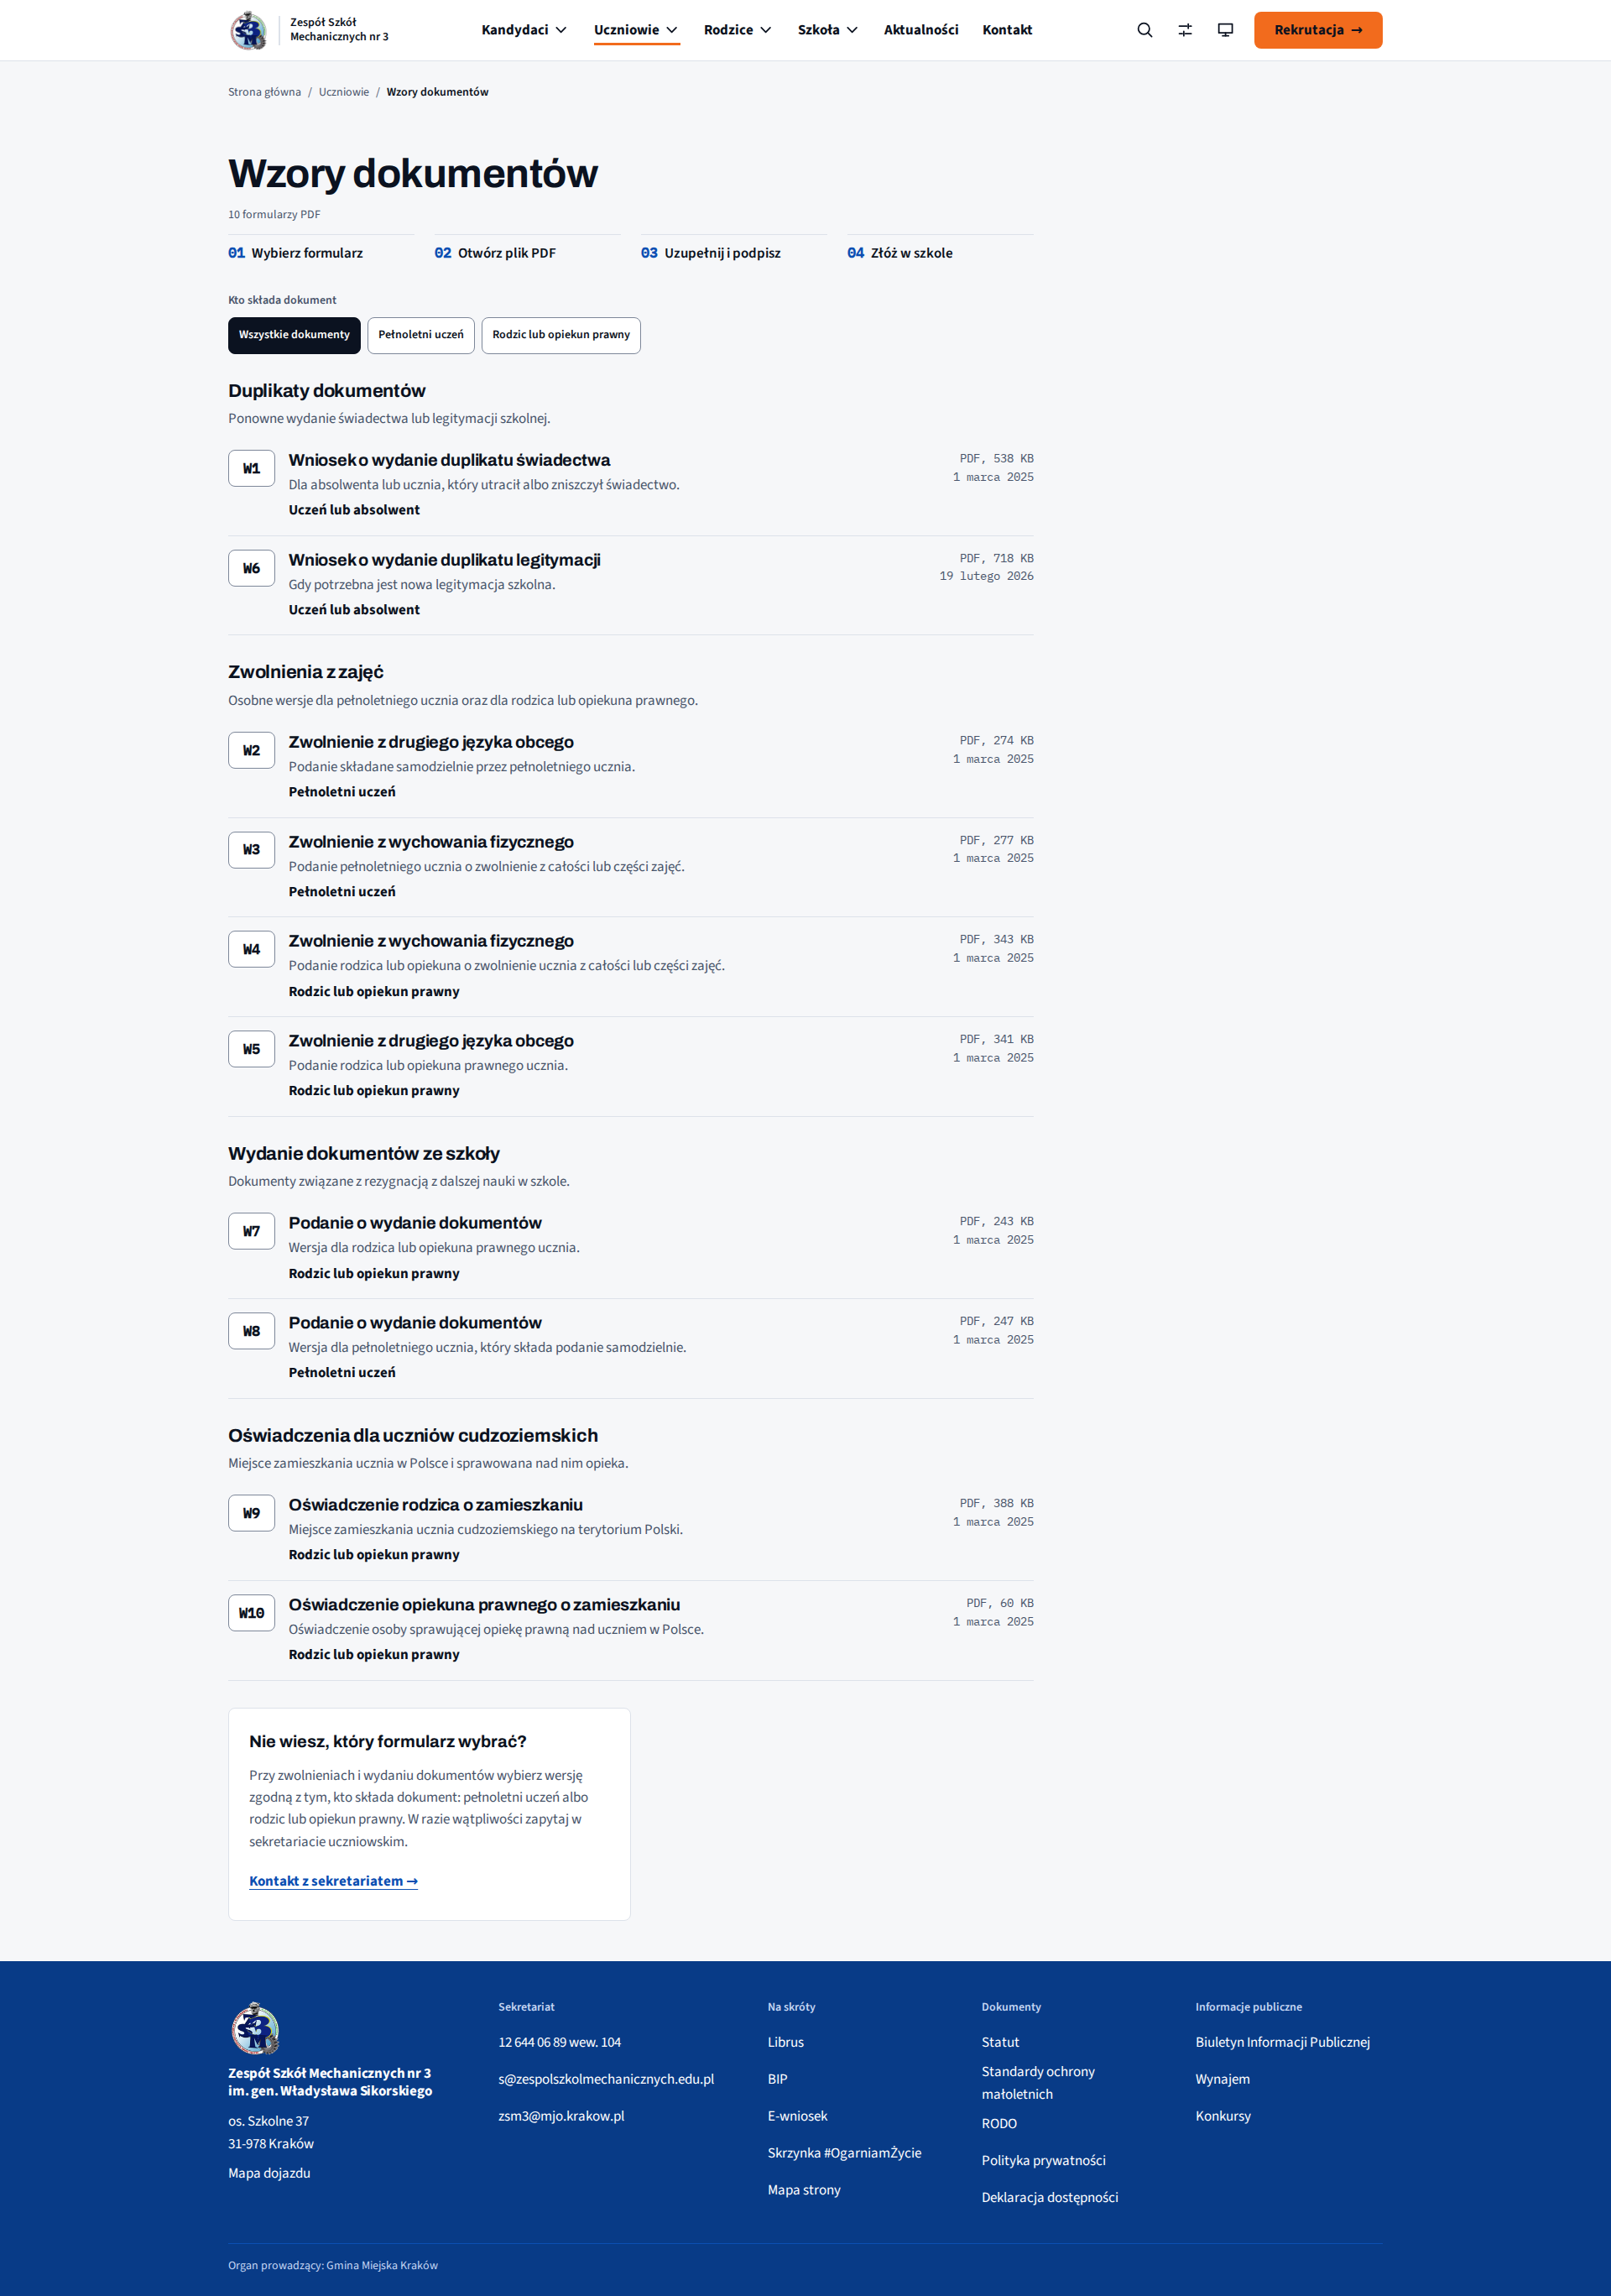 Zespół Szkół
Mechanicznych nr 3
Kandydaci
Uczniowie
Rodzice
Szkoła
Aktualności
Kontakt
Rekrutacja →
Strona główna / Uczniowie / Wzory dokumentów
Wzory dokumentów
10 formularzy PDF
01 Wybierz formularz
02 Otwórz plik PDF
03 Uzupełnij i podpisz
04 Złóż w szkole
Kto składa dokument
Wszystkie dokumenty
Pełnoletni uczeń
Rodzic lub opiekun prawny
Duplikaty dokumentów
Ponowne wydanie świadectwa lub legitymacji szkolnej.
W1
Wniosek o wydanie duplikatu świadectwa
Dla absolwenta lub ucznia, który utracił albo zniszczył świadectwo.
Uczeń lub absolwent
PDF, 538 KB
1 marca 2025
W6
Wniosek o wydanie duplikatu legitymacji
Gdy potrzebna jest nowa legitymacja szkolna.
Uczeń lub absolwent
PDF, 718 KB
19 lutego 2026
Zwolnienia z zajęć
Osobne wersje dla pełnoletniego ucznia oraz dla rodzica lub opiekuna prawnego.
W2
Zwolnienie z drugiego języka obcego
Podanie składane samodzielnie przez pełnoletniego ucznia.
Pełnoletni uczeń
PDF, 274 KB
1 marca 2025
W3
Zwolnienie z wychowania fizycznego
Podanie pełnoletniego ucznia o zwolnienie z całości lub części zajęć.
Pełnoletni uczeń
PDF, 277 KB
1 marca 2025
W4
Zwolnienie z wychowania fizycznego
Podanie rodzica lub opiekuna o zwolnienie ucznia z całości lub części zajęć.
Rodzic lub opiekun prawny
PDF, 343 KB
1 marca 2025
W5
Zwolnienie z drugiego języka obcego
Podanie rodzica lub opiekuna prawnego ucznia.
Rodzic lub opiekun prawny
PDF, 341 KB
1 marca 2025
Wydanie dokumentów ze szkoły
Dokumenty związane z rezygnacją z dalszej nauki w szkole.
W7
Podanie o wydanie dokumentów
Wersja dla rodzica lub opiekuna prawnego ucznia.
Rodzic lub opiekun prawny
PDF, 243 KB
1 marca 2025
W8
Podanie o wydanie dokumentów
Wersja dla pełnoletniego ucznia, który składa podanie samodzielnie.
Pełnoletni uczeń
PDF, 247 KB
1 marca 2025
Oświadczenia dla uczniów cudzoziemskich
Miejsce zamieszkania ucznia w Polsce i sprawowana nad nim opieka.
W9
Oświadczenie rodzica o zamieszkaniu
Miejsce zamieszkania ucznia cudzoziemskiego na terytorium Polski.
Rodzic lub opiekun prawny
PDF, 388 KB
1 marca 2025
W10
Oświadczenie opiekuna prawnego o zamieszkaniu
Oświadczenie osoby sprawującej opiekę prawną nad uczniem w Polsce.
Rodzic lub opiekun prawny
PDF, 60 KB
1 marca 2025
Nie wiesz, który formularz wybrać?
Przy zwolnieniach i wydaniu dokumentów wybierz wersję
zgodną z tym, kto składa dokument: pełnoletni uczeń albo
rodzic lub opiekun prawny. W razie wątpliwości zapytaj w
sekretariacie uczniowskim.
Kontakt z sekretariatem →
Zespół Szkół Mechanicznych nr 3
im. gen. Władysława Sikorskiego
os. Szkolne 37
31-978 Kraków
Mapa dojazdu
Sekretariat
12 644 06 89 wew. 104
s@zespolszkolmechanicznych.edu.pl
zsm3@mjo.krakow.pl
Na skróty
Librus
BIP
E-wniosek
Skrzynka #OgarniamŻycie
Mapa strony
Dokumenty
Statut
Standardy ochrony
małoletnich
RODO
Polityka prywatności
Deklaracja dostępności
Informacje publiczne
Biuletyn Informacji Publicznej
Wynajem
Konkursy
Organ prowadzący: Gmina Miejska Kraków